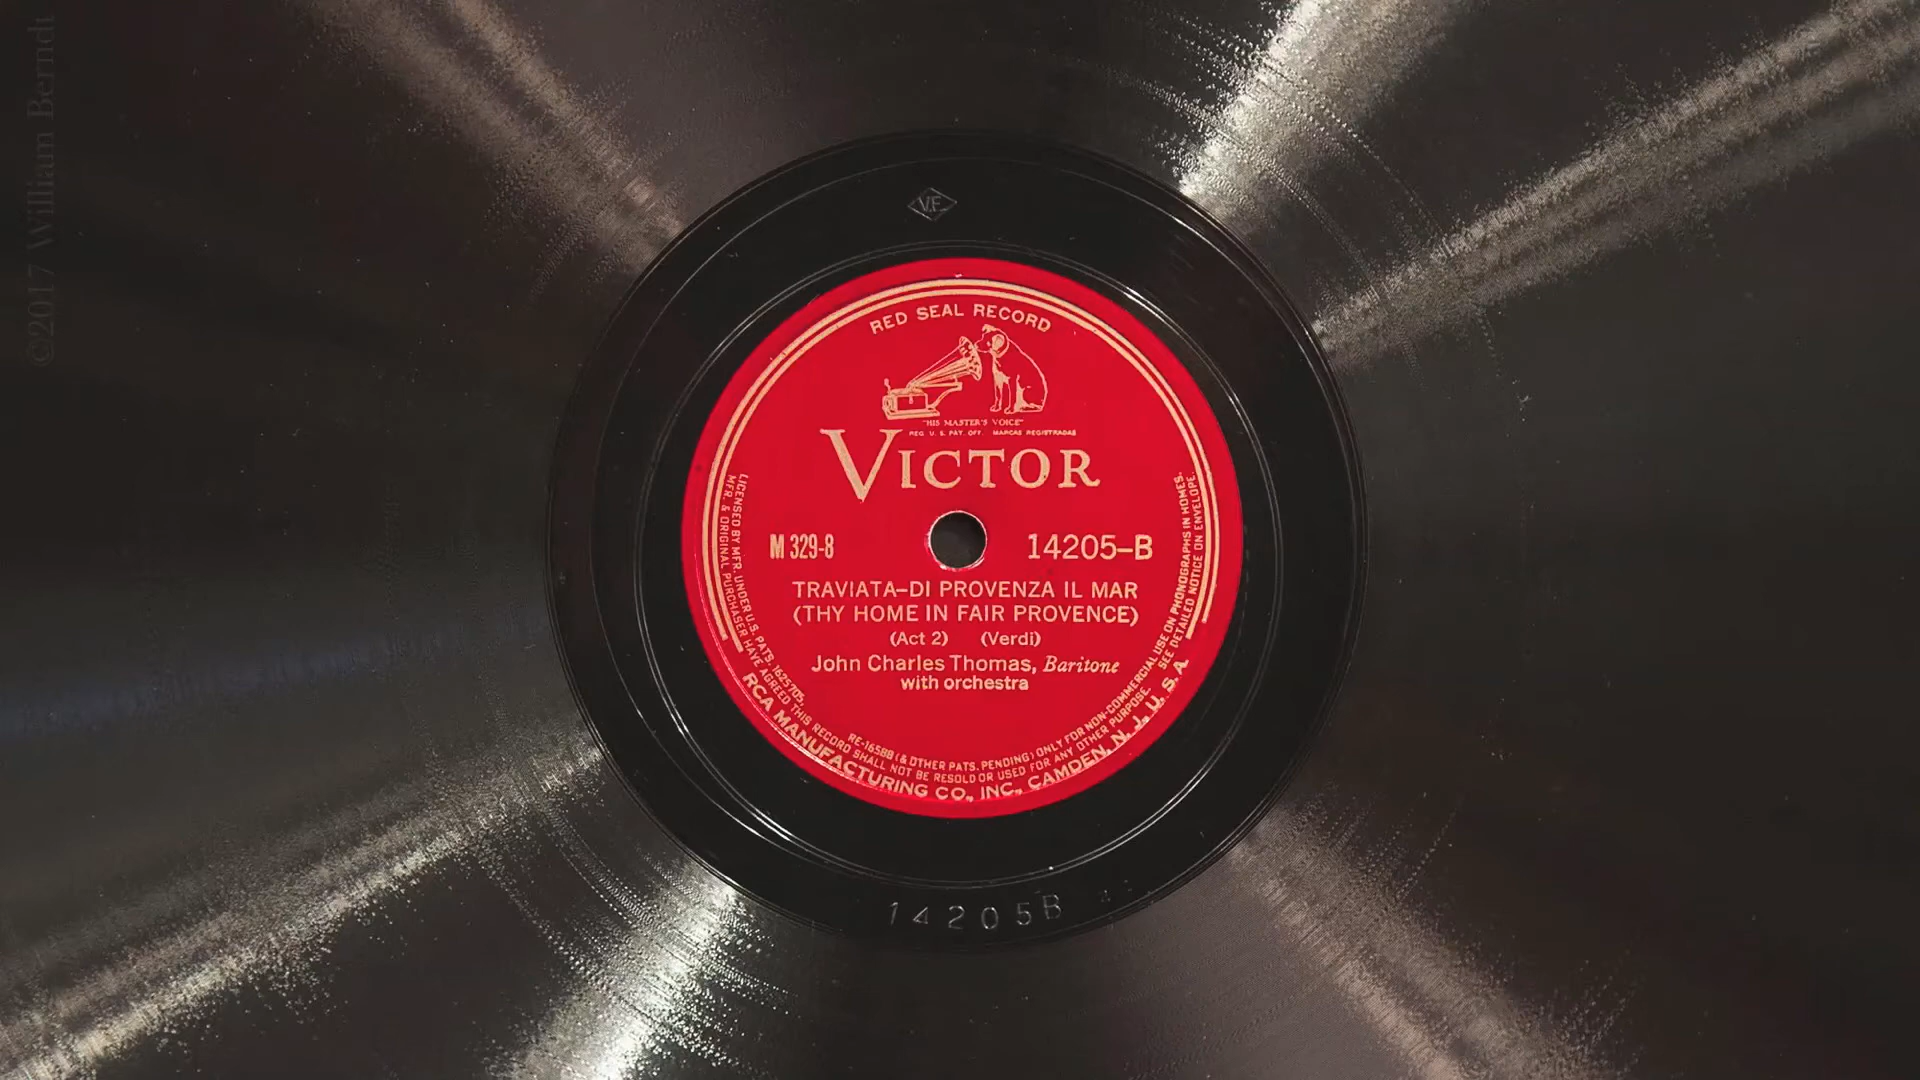 ©2017 William Berndt
V.E.
RED SEAL RECORD
"HIS MASTER'S VOICE"
REG. U. S. PAT. OFF. MARCAS REGISTRADAS
VICTOR
M 329-8
14205-B
TRAVIATA-DI PROVENZA IL MAR
(THY HOME IN FAIR PROVENCE)
(Act 2) (Verdi)
John Charles Thomas, Baritone
with orchestra
LICENSED BY MFR. UNDER U.S. PATS. 1625705,
RE-16588 (& OTHER PATS. PENDING) ONLY FOR NON-COMMERCIAL USE ON PHONOGRAPHS IN HOMES.
MFR. & ORIGINAL PURCHASER HAVE AGREED THIS RECORD SHALL NOT BE RESOLD OR USED FOR ANY OTHER PURPOSE. SEE DETAILED NOTICE ON ENVELOPE.
RCA MANUFACTURING CO., INC., CAMDEN, N. J., U. S. A.
14205B